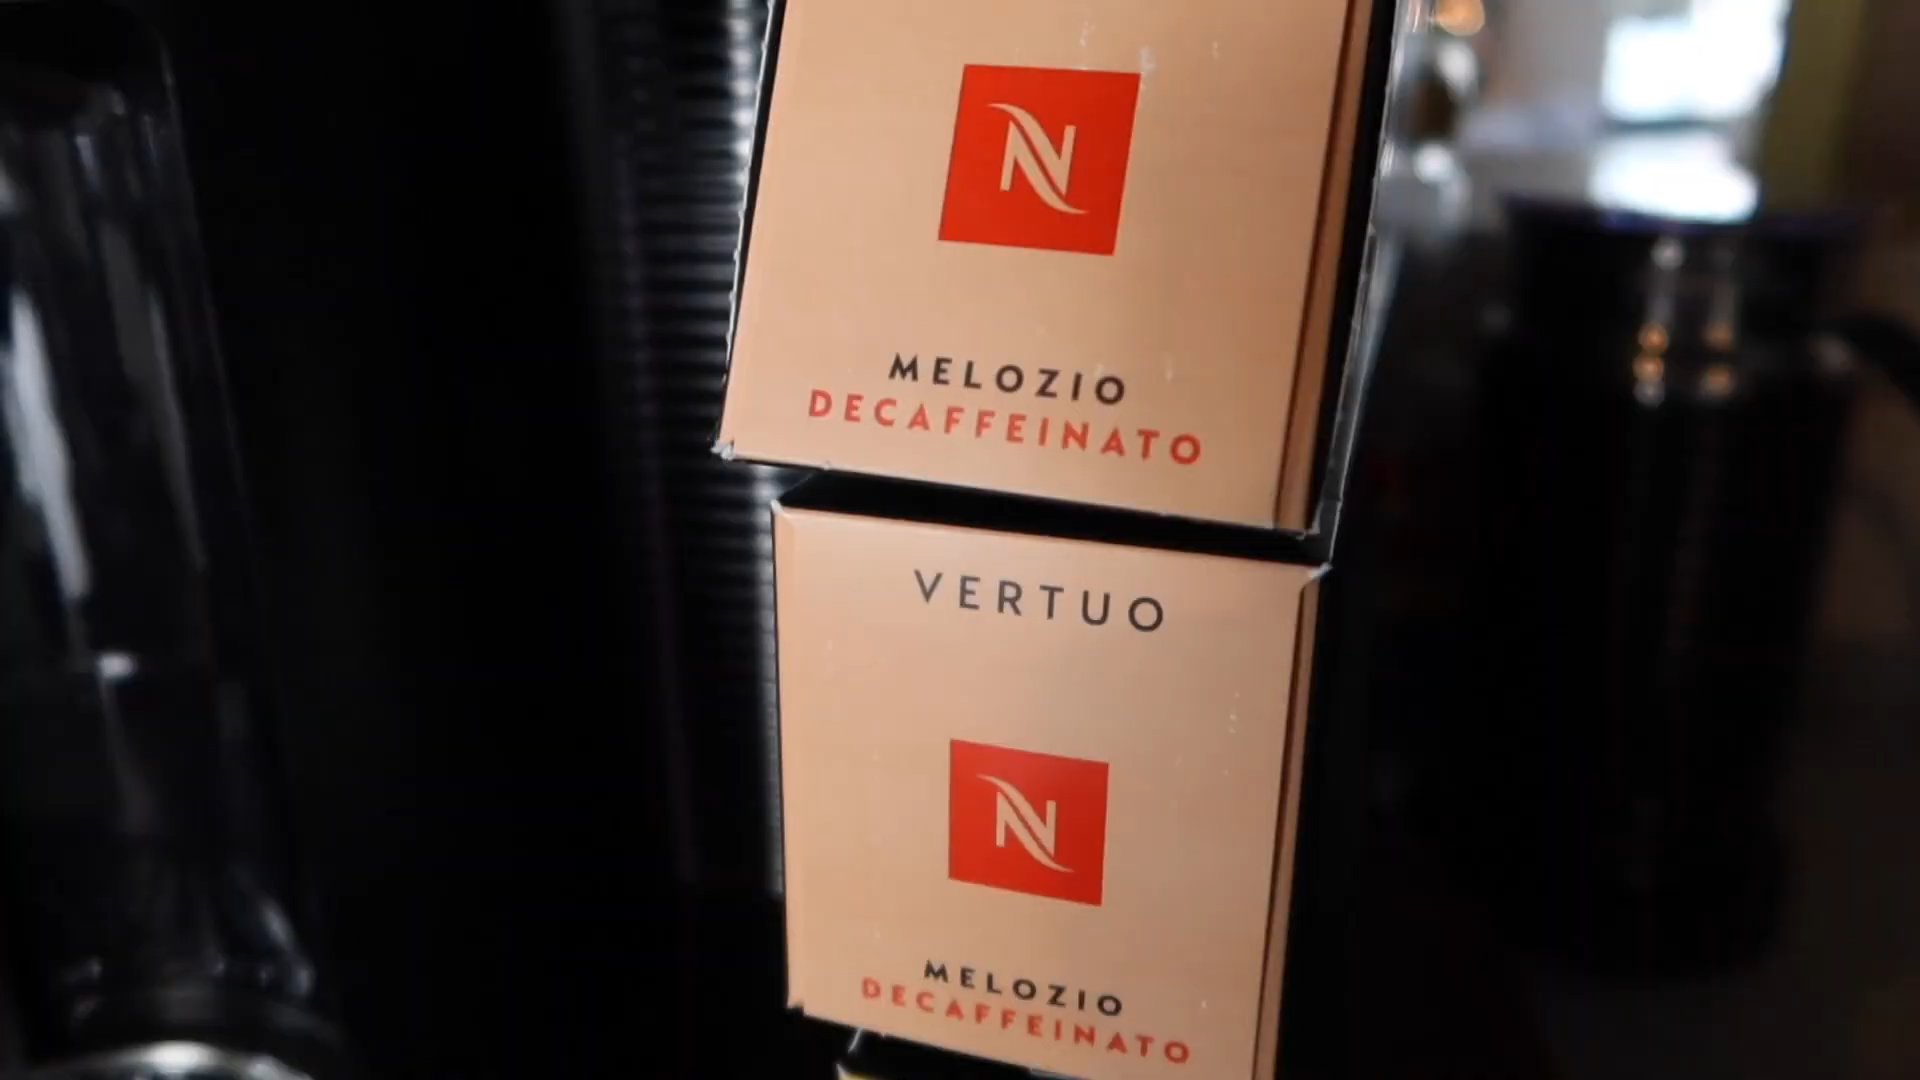 N
MELOZIO
DECAFFEINATO
VERTUO
N
MELOZIO
DECAFFEINATO